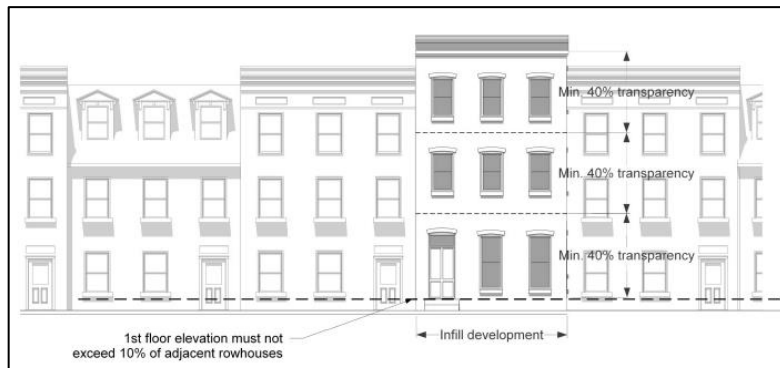 Min. 40% transparency
Min. 40% transparency
Min. 40% transparency
1st floor elevation must not
exceed 10% of adjacent rowhouses
Infill development